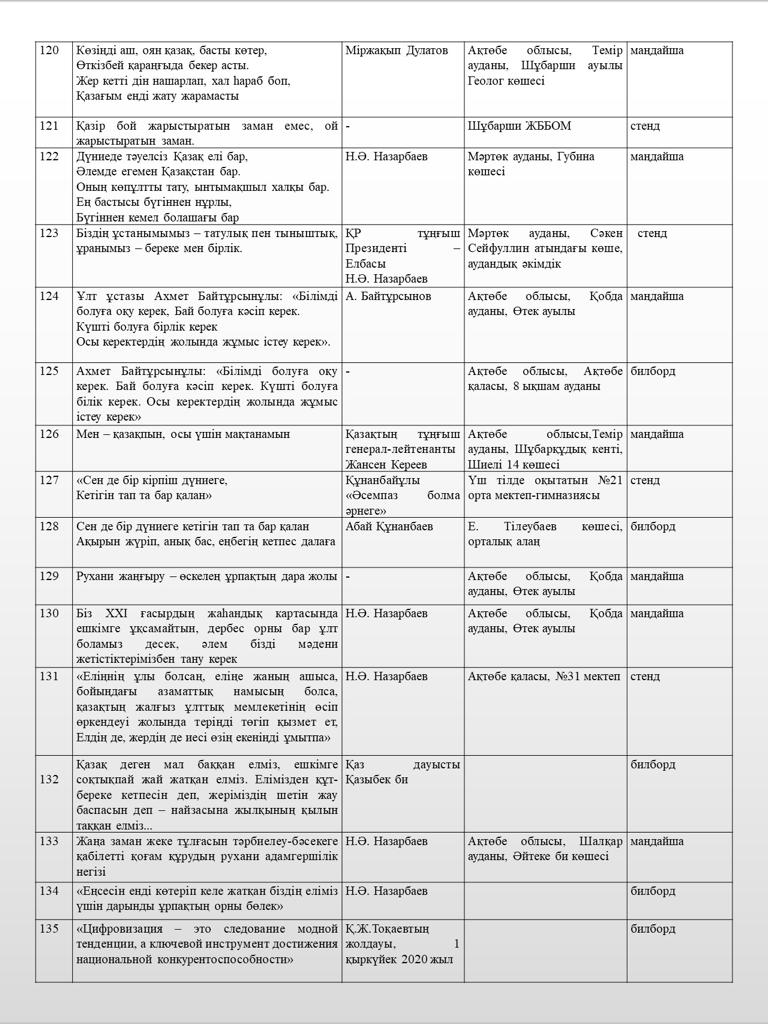 120 Көзіңді аш, оян қазақ, басты көтер, Міржақып Дулатов Ақтөбе облысы, Темір маңдайша
Өткізбей қараңғыда бекер асты. ауданы, Шұбарши ауылы
Жер кетті дін нашарлап, хал һараб боп, Геолог көшесі
Қазағым енді жату жарамасты
121 Қазір бой жарыстыратын заман емес, ой - Шұбарши ЖББОМ стенд
жарыстыратын заман.
122 Дүниеде тәуелсіз Қазақ елі бар, Н.Ә. Назарбаев Мәртөк ауданы, Губина маңдайша
Әлемде егемен Қазақстан бар. көшесі
Оның көпұлтты тату, ынтымақшыл халқы бар.
Ең бастысы бүгіннен нұрлы,
Бүгіннен кемел болашағы бар
123 Біздің ұстанымымыз – татулық пен тыныштық, ҚР тұңғыш Мәртөк ауданы, Сәкен стенд
ұранымыз – береке мен бірлік. Президенті – Сейфуллин атындағы көше,
Елбасы аудандық әкімдік
Н.Ә. Назарбаев
124 Ұлт ұстазы Ахмет Байтұрсынұлы: «Білімді А. Байтұрсынов Ақтөбе облысы, Қобда маңдайша
болуға оқу керек, Бай болуға кәсіп керек. ауданы, Өтек ауылы
Күшті болуға бірлік керек
Осы керектердің жолында жұмыс істеу керек».
125 Ахмет Байтұрсынұлы: «Білімді болуға оқу - Ақтөбе облысы, Ақтөбе билборд
керек. Бай болуға кәсіп керек. Күшті болуға қаласы, 8 ықшам ауданы
білік керек. Осы керектердің жолында жұмыс
істеу керек»
126 Мен – қазақпын, осы үшін мақтанамын Қазақтың тұңғыш Ақтөбе облысы,Темір маңдайша
генерал-лейтенанты ауданы, Шұбарқұдық кенті,
Жансен Кереев Шиелі 14 көшесі
127 «Сен де бір кірпіш дүниеге, Құнанбайұлы Үш тілде оқытатын №21 стенд
Кетігін тап та бар қалан» «Әсемпаз болма орта мектеп-гимназиясы
әрнеге»
128 Сен де бір дүниеге кетігін тап та бар қалан Абай Құнанбаев Е. Тілеубаев көшесі, билборд
Ақырын жүріп, анық бас, еңбегің кетпес далаға орталық алаң
129 Рухани жаңғыру – өскелең ұрпақтың дара жолы - Ақтөбе облысы, Қобда маңдайша
ауданы, Өтек ауылы
130 Біз ХХІ ғасырдың жаһандық картасында Н.Ә. Назарбаев Ақтөбе облысы, Қобда маңдайша
ешкімге ұқсамайтын, дербес орны бар ұлт ауданы, Өтек ауылы
боламыз десек, әлем бізді мәдени
жетістіктерімізбен тану керек
131 «Еліңнің ұлы болсаң, еліңе жаның ашыса, Н.Ә. Назарбаев Ақтөбе қаласы, №31 мектеп стенд
бойыңдағы азаматтық намысың болса,
қазақтың жалғыз ұлттық мемлекетінің өсіп
өркендеуі жолында теріңді төгіп қызмет ет,
Елдің де, жердің де иесі өзің екеніңді ұмытпа»
Қазақ деген мал баққан елміз, ешкімге Қаз дауысты билборд
132 соқтықпай жай жатқан елміз. Елімізден құт- Қазыбек би
береке кетпесін деп, жеріміздің шетін жау
баспасын деп – найзасына жылқының қылын
таққан елміз...
133 Жаңа заман жеке тұлғасын тәрбиелеу-бәсекеге Н.Ә. Назарбаев Ақтөбе облысы, Шалқар маңдайша
қабілетті қоғам құрудың рухани адамгершілік ауданы, Әйтеке би көшесі
негізі
134 «Еңсесін енді көтеріп келе жатқан біздің еліміз Н.Ә. Назарбаев билборд
үшін дарынды ұрпақтың орны бөлек»
135 «Цифровизация – это следование модной Қ.Ж.Тоқаевтың билборд
тенденции, а ключевой инструмент достижения жолдауы, 1
национальной конкурентоспособности» қыркүйек 2020 жыл